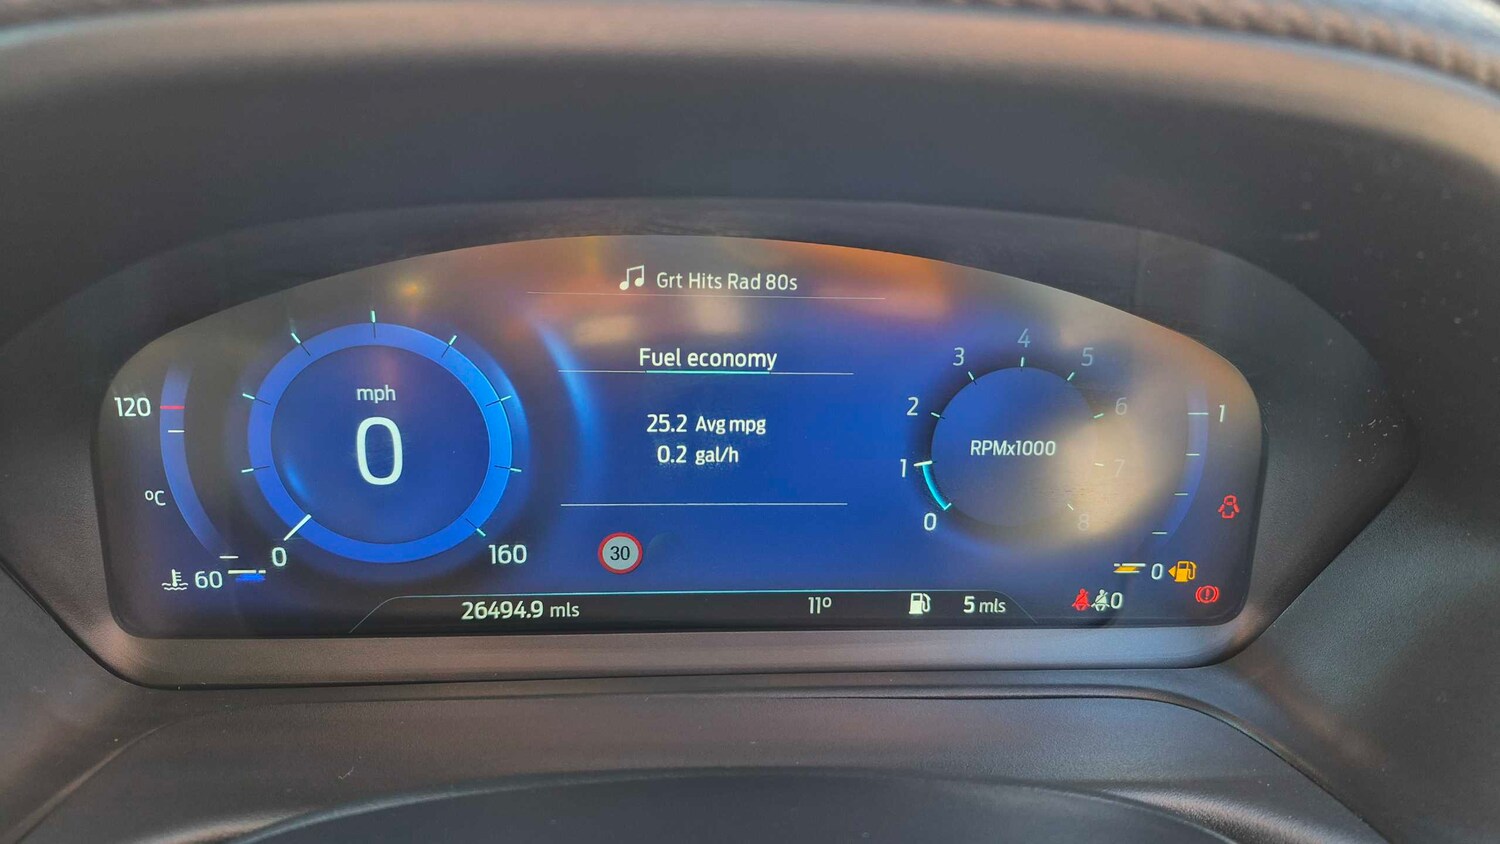 Grt Hits Rad 80s
Fuel economy
25.2 Avg mpg
0.2 gal/h
mph
0
0
160
120
ºC
60
RPMx1000
0
1
2
3
4
5
6
7
8
1
0
30
26494.9 mls
11º
5 mls
0